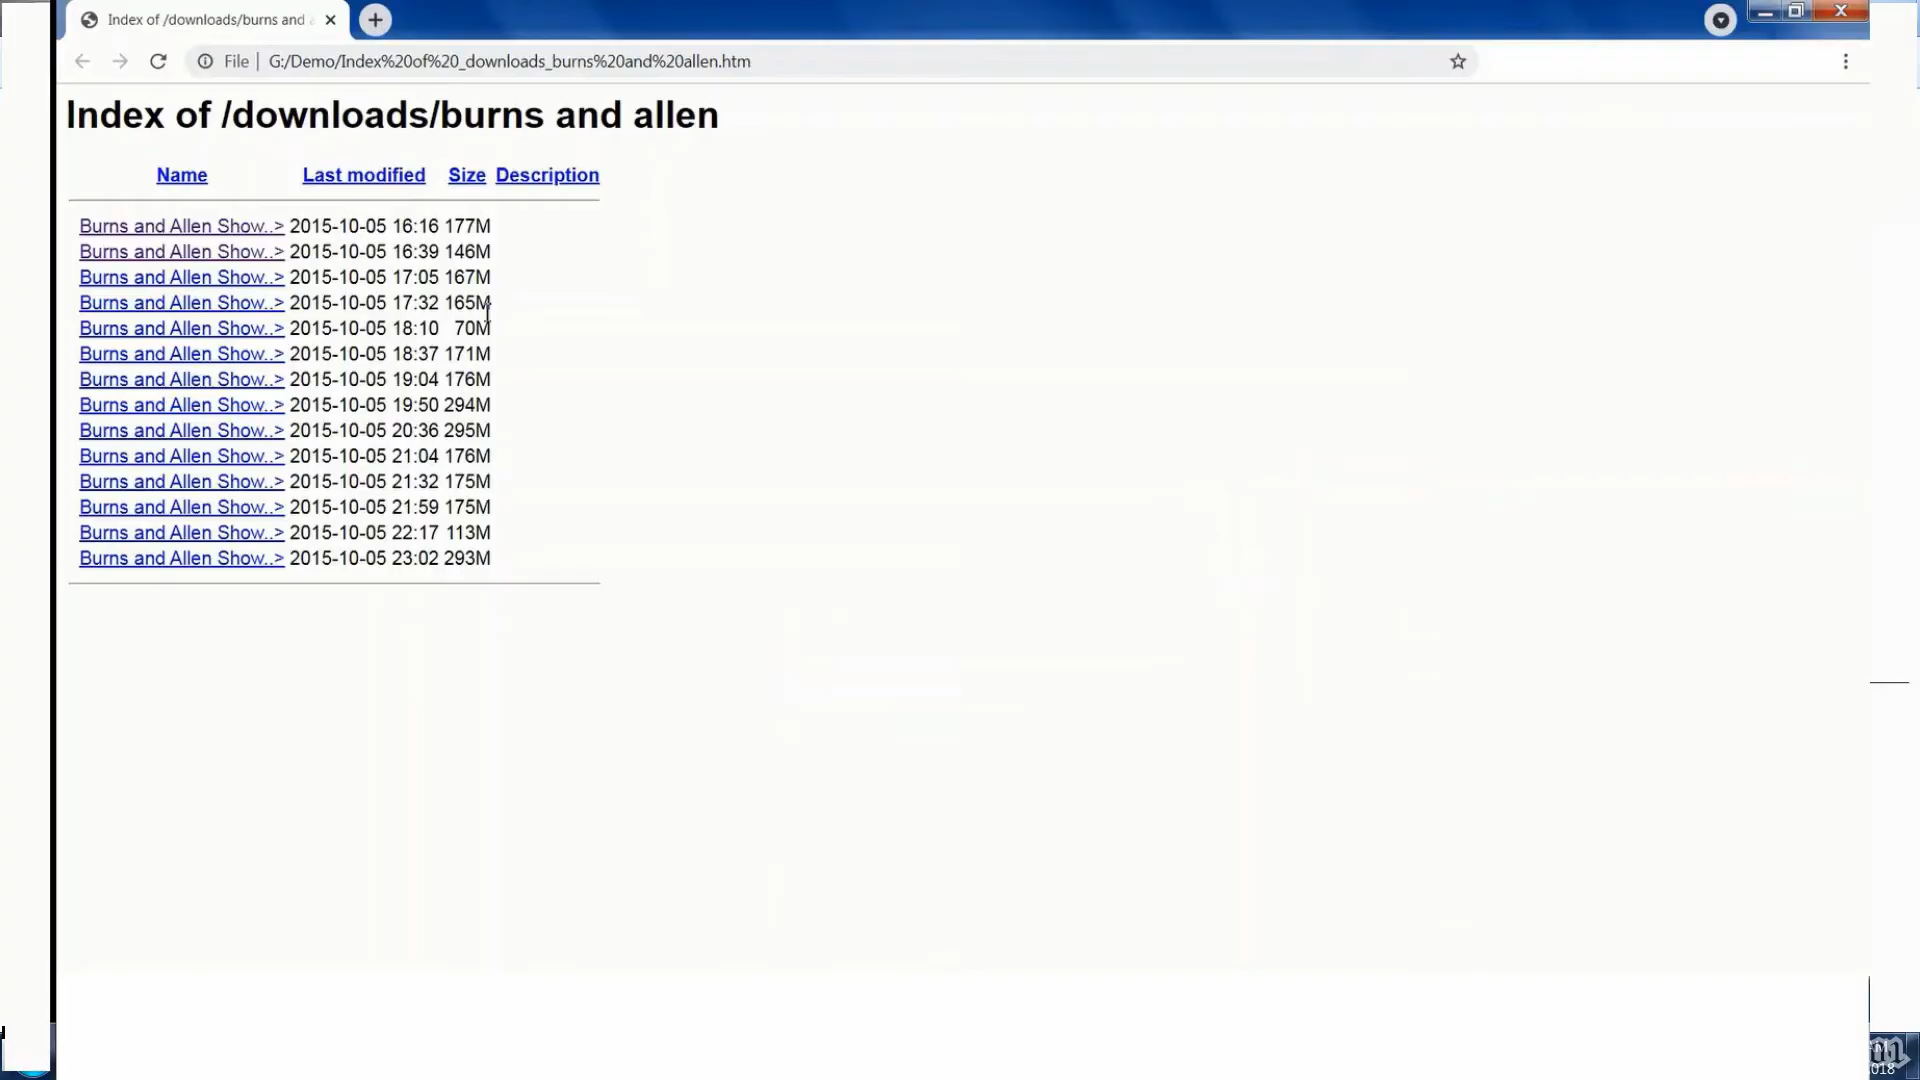 Index of /downloads/burns and
File | G:/Demo/Index%20of%20_downloads_burns%20and%20allen.htm
Index of /downloads/burns and allen
Name Last modified Size Description
Burns and Allen Show..> 2015-10-05 16:16 177M
Burns and Allen Show..> 2015-10-05 16:39 146M
Burns and Allen Show..> 2015-10-05 17:05 167M
Burns and Allen Show..> 2015-10-05 17:32 165M
Burns and Allen Show..> 2015-10-05 18:10 70M
Burns and Allen Show..> 2015-10-05 18:37 171M
Burns and Allen Show..> 2015-10-05 19:04 176M
Burns and Allen Show..> 2015-10-05 19:50 294M
Burns and Allen Show..> 2015-10-05 20:36 295M
Burns and Allen Show..> 2015-10-05 21:04 176M
Burns and Allen Show..> 2015-10-05 21:32 175M
Burns and Allen Show..> 2015-10-05 21:59 175M
Burns and Allen Show..> 2015-10-05 22:17 113M
Burns and Allen Show..> 2015-10-05 23:02 293M